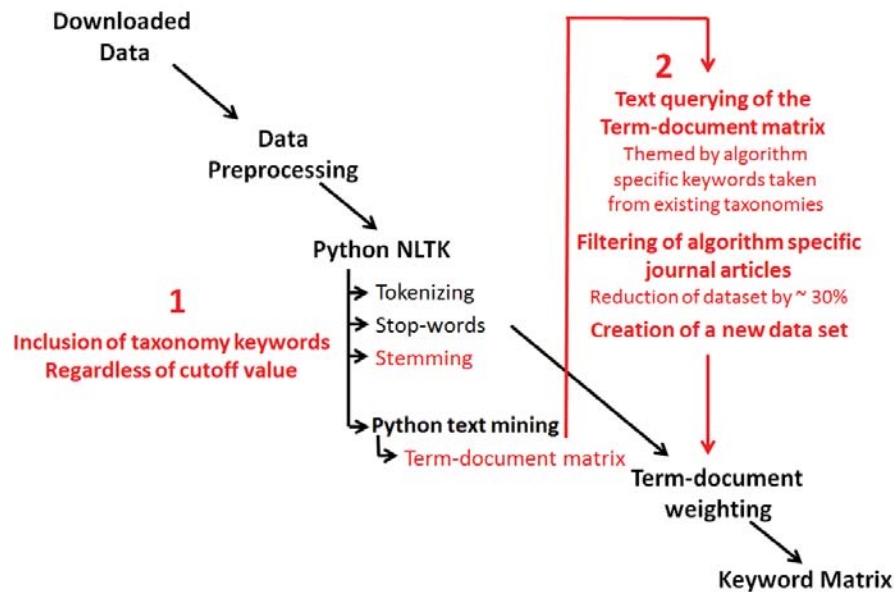 Downloaded
Data
Data
Preprocessing
Python NLTK
Tokenizing
Stop-words
Stemming
Python text mining
Term-document matrix
1
Inclusion of taxonomy keywords
Regardless of cutoff value
2
Text querying of the
Term-document matrix
Themed by algorithm
specific keywords taken
from existing taxonomies
Filtering of algorithm specific
journal articles
Reduction of dataset by ~ 30%
Creation of a new data set
Term-document
weighting
Keyword Matrix